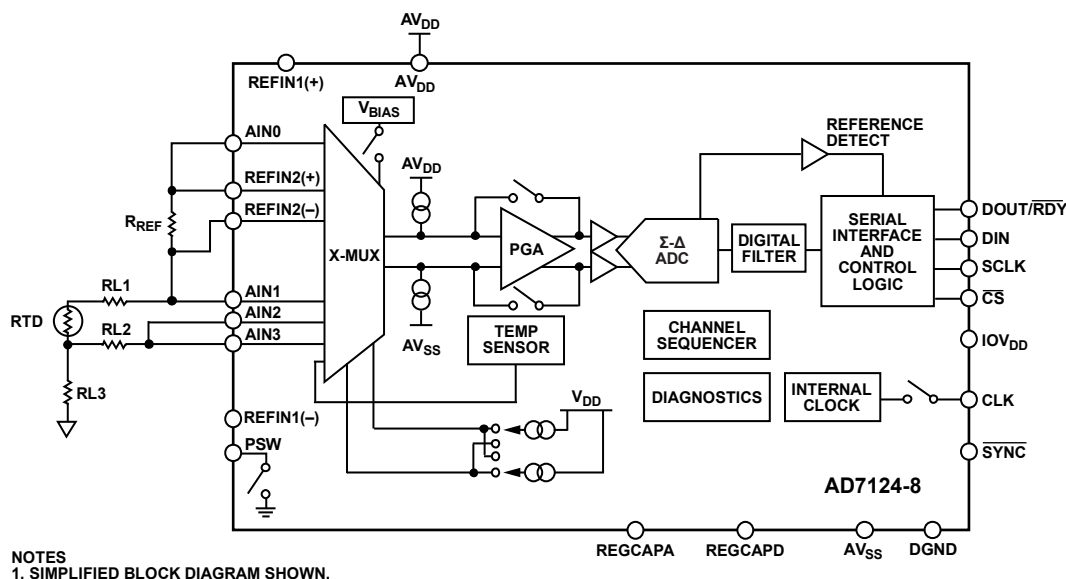 AVDD
REFIN1(+)
AVDD
VBIAS
AIN0
REFERENCE
DETECT
AVDD
REFIN2(+)
REFIN2(–)
RREF
DOUT/RDY
X-MUX
PGA
Σ-Δ
ADC
DIGITAL
FILTER
SERIAL
INTERFACE
AND
CONTROL
LOGIC
DIN
SCLK
CS
RL1
AIN1
RTD
RL2
AIN2
AIN3
AVSS
TEMP
SENSOR
CHANNEL
SEQUENCER
IOVDD
RL3
VDD
DIAGNOSTICS
INTERNAL
CLOCK
CLK
REFIN1(–)
PSW
SYNC
AD7124-8
REGCAPA
REGCAPD
AVSS
DGND
NOTES
1. SIMPLIFIED BLOCK DIAGRAM SHOWN.